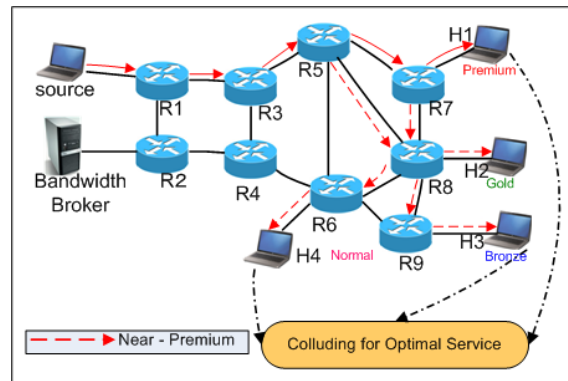 H1
R5
Premium
source
R1
R3
R7
H2
Gold
Bandwidth
Broker
R2
R4
R8
R6
H4
Normal
R9
H3
Bronze
Near - Premium
Colluding for Optimal Service